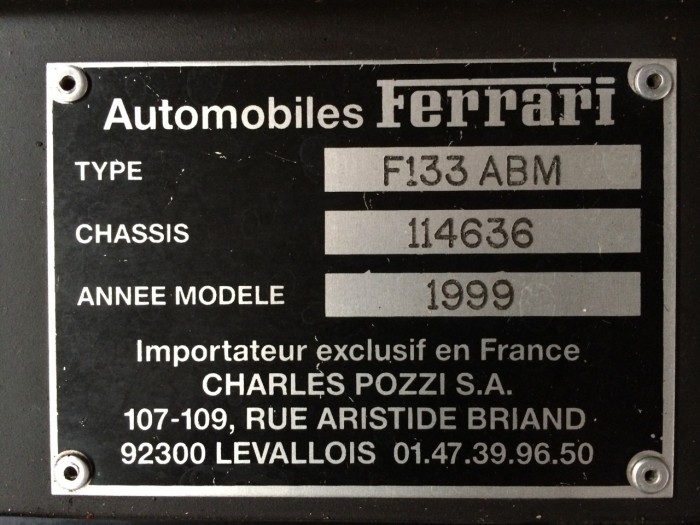 Automobiles Ferrari
TYPE F133 ABM
CHASSIS 114636
ANNEE MODELE 1999
Importateur exclusif en France
CHARLES POZZI S.A.
107-109, RUE ARISTIDE BRIAND
92300 LEVALLOIS 01.47.39.96.50